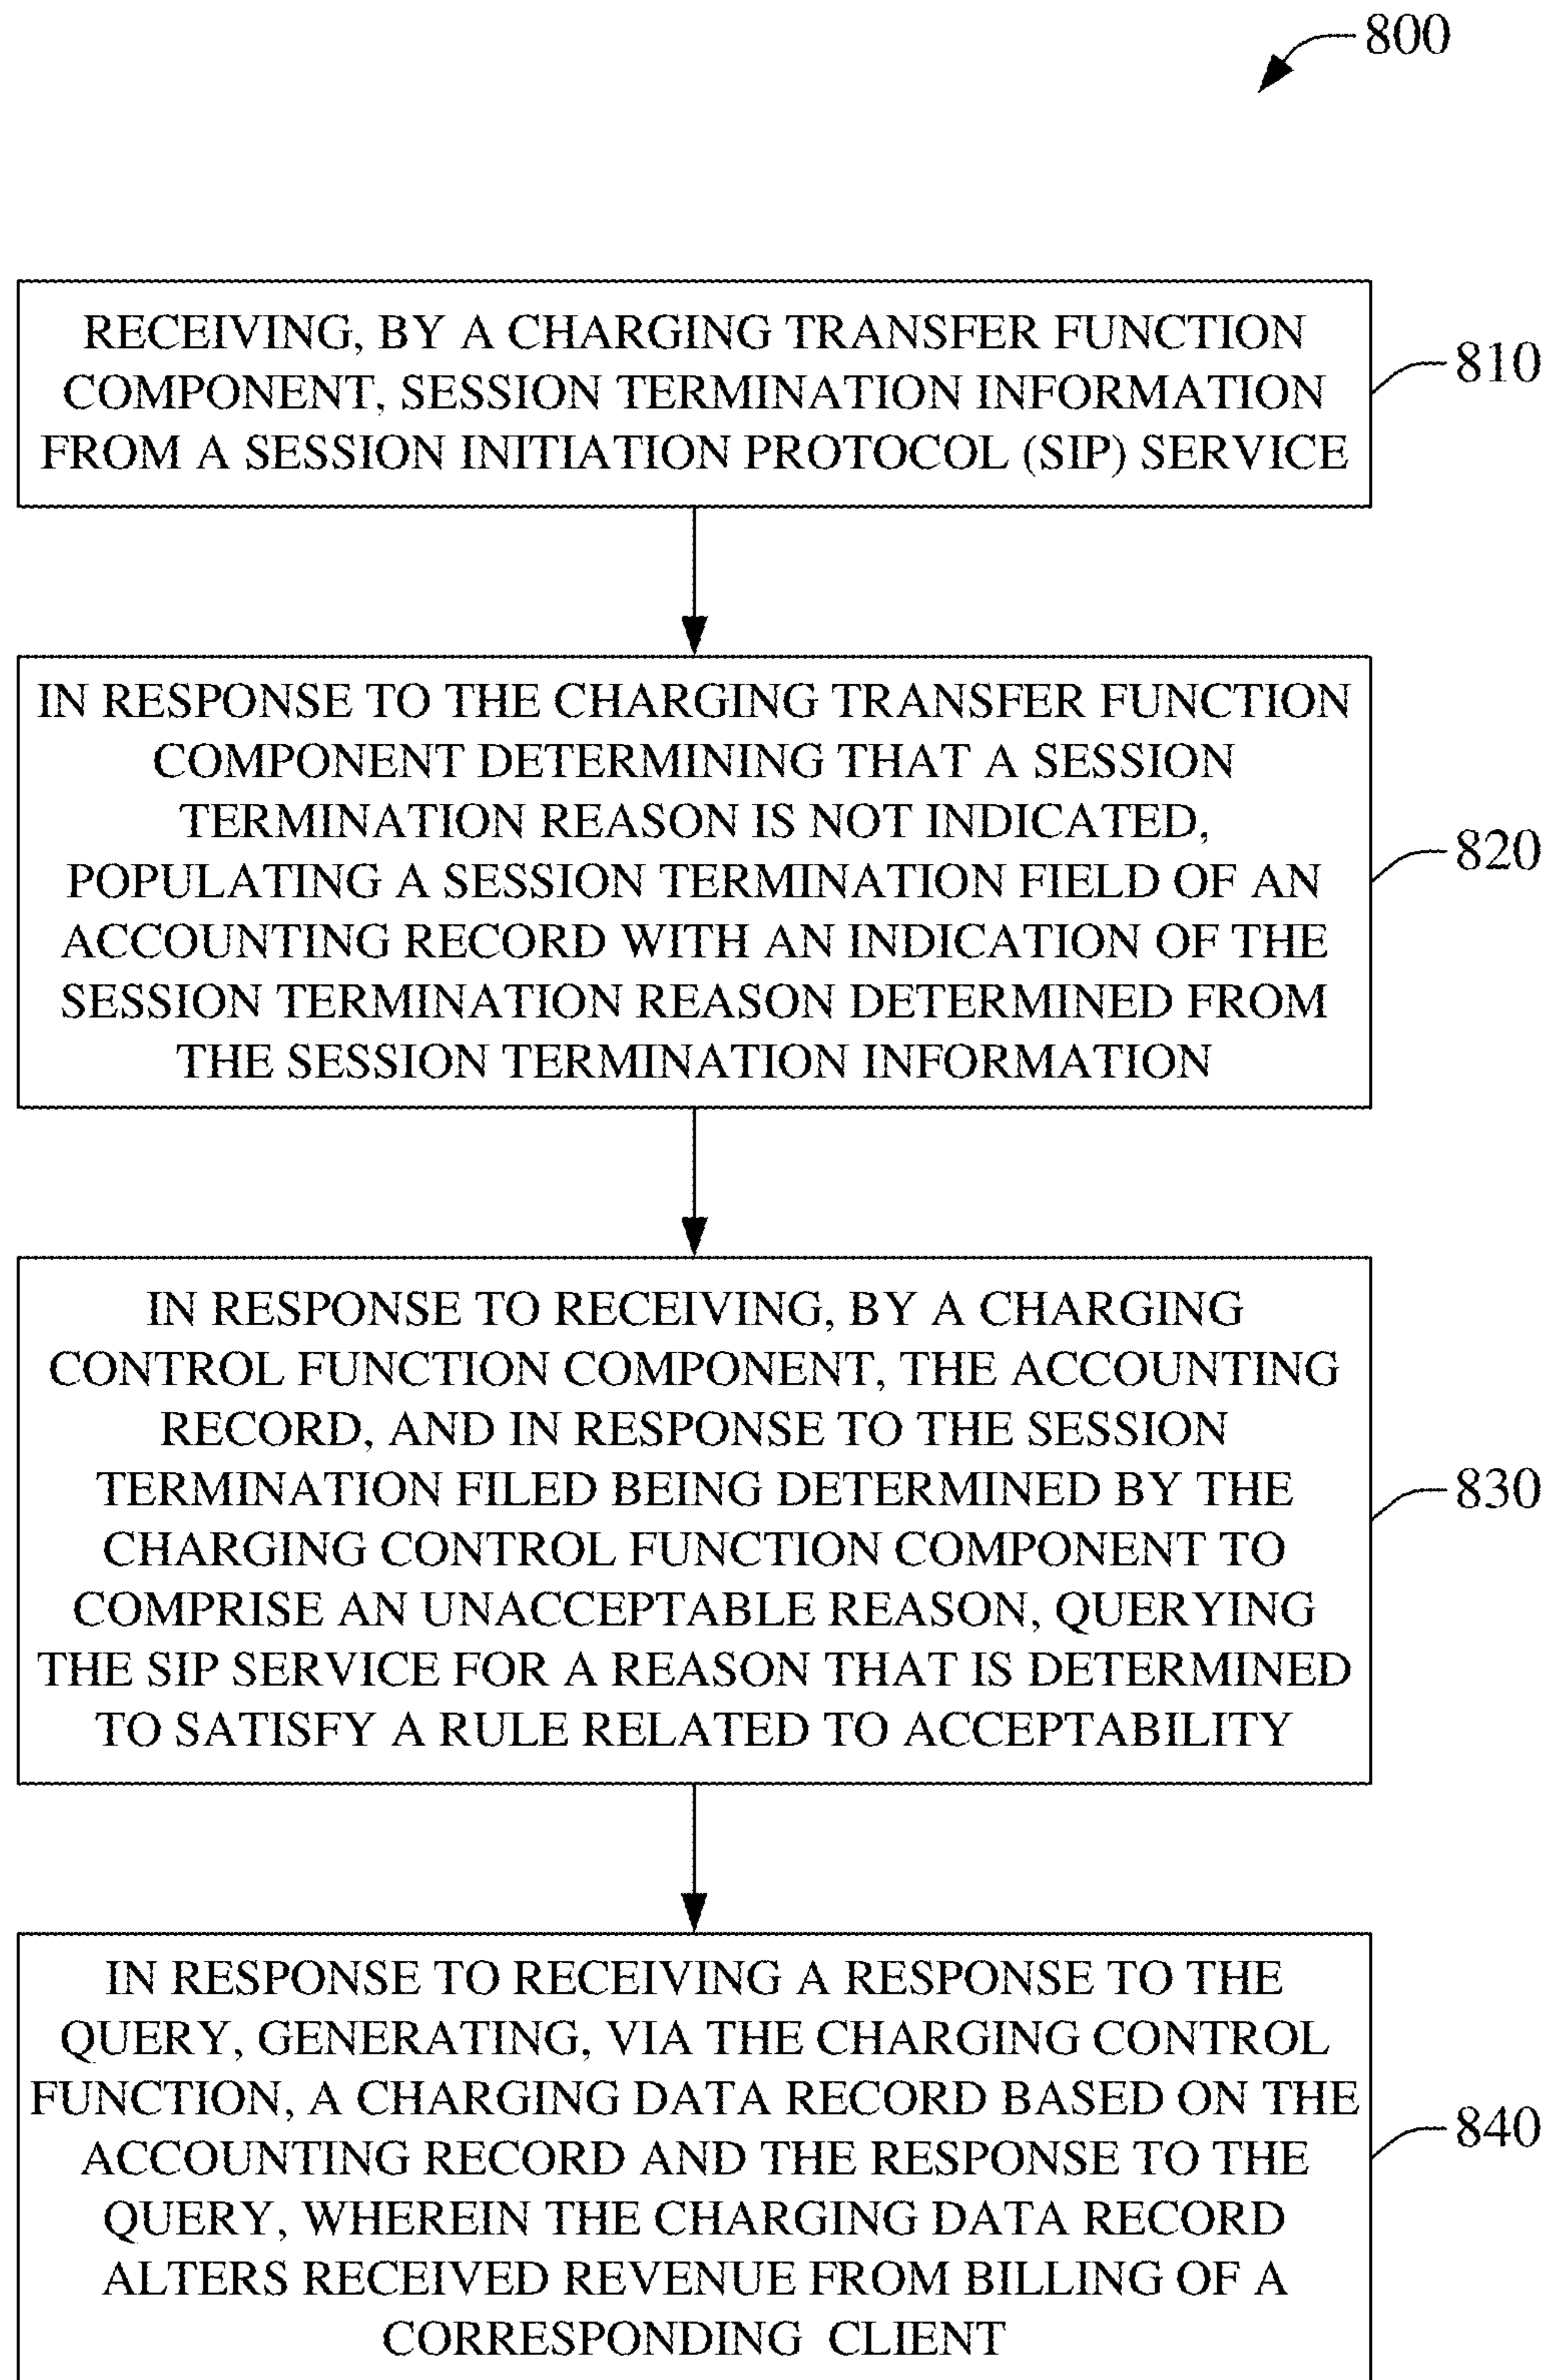 800
RECEIVING, BY A CHARGING TRANSFER FUNCTION
COMPONENT, SESSION TERMINATION INFORMATION
FROM A SESSION INITIATION PROTOCOL (SIP) SERVICE
810
IN RESPONSE TO THE CHARGING TRANSFER FUNCTION
COMPONENT DETERMINING THAT A SESSION
TERMINATION REASON IS NOT INDICATED,
POPULATING A SESSION TERMINATION FIELD OF AN
ACCOUNTING RECORD WITH AN INDICATION OF THE
SESSION TERMINATION REASON DETERMINED FROM
THE SESSION TERMINATION INFORMATION
820
IN RESPONSE TO RECEIVING, BY A CHARGING
CONTROL FUNCTION COMPONENT, THE ACCOUNTING
RECORD, AND IN RESPONSE TO THE SESSION
TERMINATION FILED BEING DETERMINED BY THE
CHARGING CONTROL FUNCTION COMPONENT TO
COMPRISE AN UNACCEPTABLE REASON, QUERYING
THE SIP SERVICE FOR A REASON THAT IS DETERMINED
TO SATISFY A RULE RELATED TO ACCEPTABILITY
830
IN RESPONSE TO RECEIVING A RESPONSE TO THE
QUERY, GENERATING, VIA THE CHARGING CONTROL
FUNCTION, A CHARGING DATA RECORD BASED ON THE
ACCOUNTING RECORD AND THE RESPONSE TO THE
QUERY, WHEREIN THE CHARGING DATA RECORD
ALTERS RECEIVED REVENUE FROM BILLING OF A
CORRESPONDING CLIENT
840